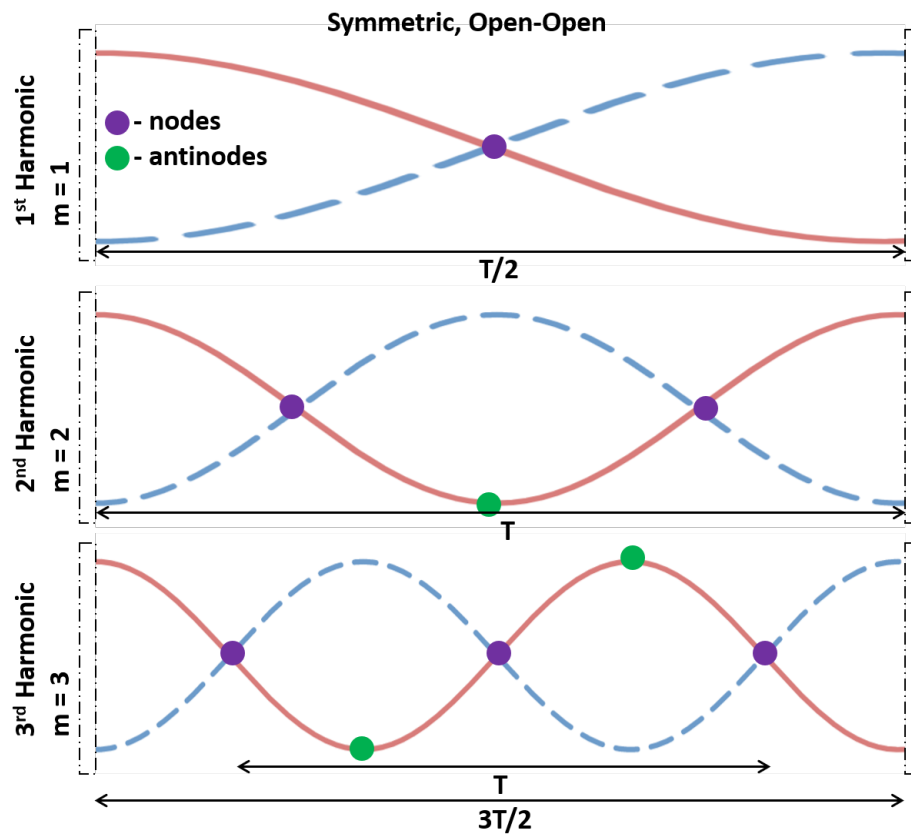 Symmetric, Open-Open
1st Harmonic
m = 1
- nodes
- antinodes
T/2
2nd Harmonic
m = 2
T
3rd Harmonic
m = 3
T
3T/2